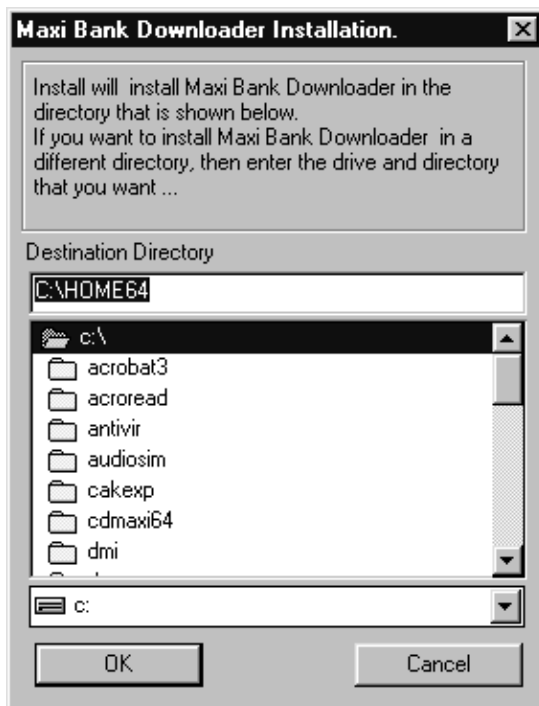 Maxi Bank Downloader Installation.
Install will  install Maxi Bank Downloader in the
directory that is shown below.
If you want to install Maxi Bank Downloader  in a
different directory, then enter the drive and directory
that you want ...
Destination Directory
C:\HOME64
c:\
acrobat3
acroread
antivir
audiosim
cakexp
cdmaxi64
dmi
c:
OK
Cancel